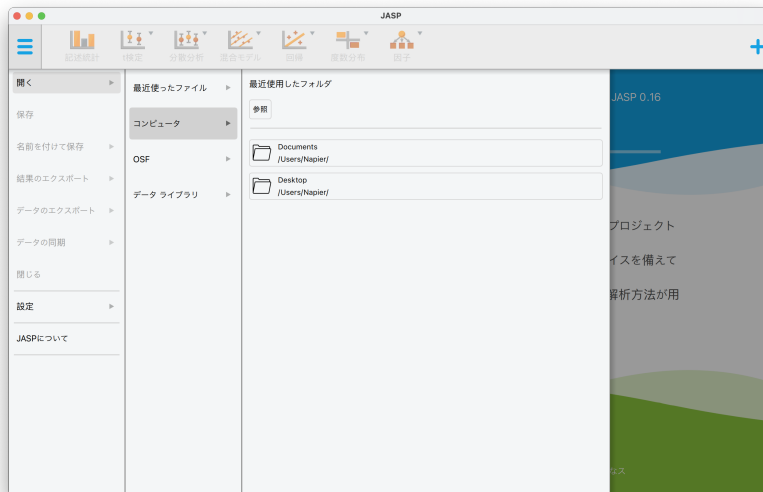 JASP
記述統計
t検定
分散分析
混合モデル
回帰
度数分布
因子
開く
保存
名前を付けて保存
結果のエクスポート
データのエクスポート
データの同期
閉じる
設定
JASPについて
最近使ったファイル
コンピュータ
OSF
データ ライブラリ
最近使用したフォルダ
参照
Documents
/Users/Napier/
Desktop
/Users/Napier/
JASP 0.16
プロジェクト
イスを備えて
解析方法が用
なス